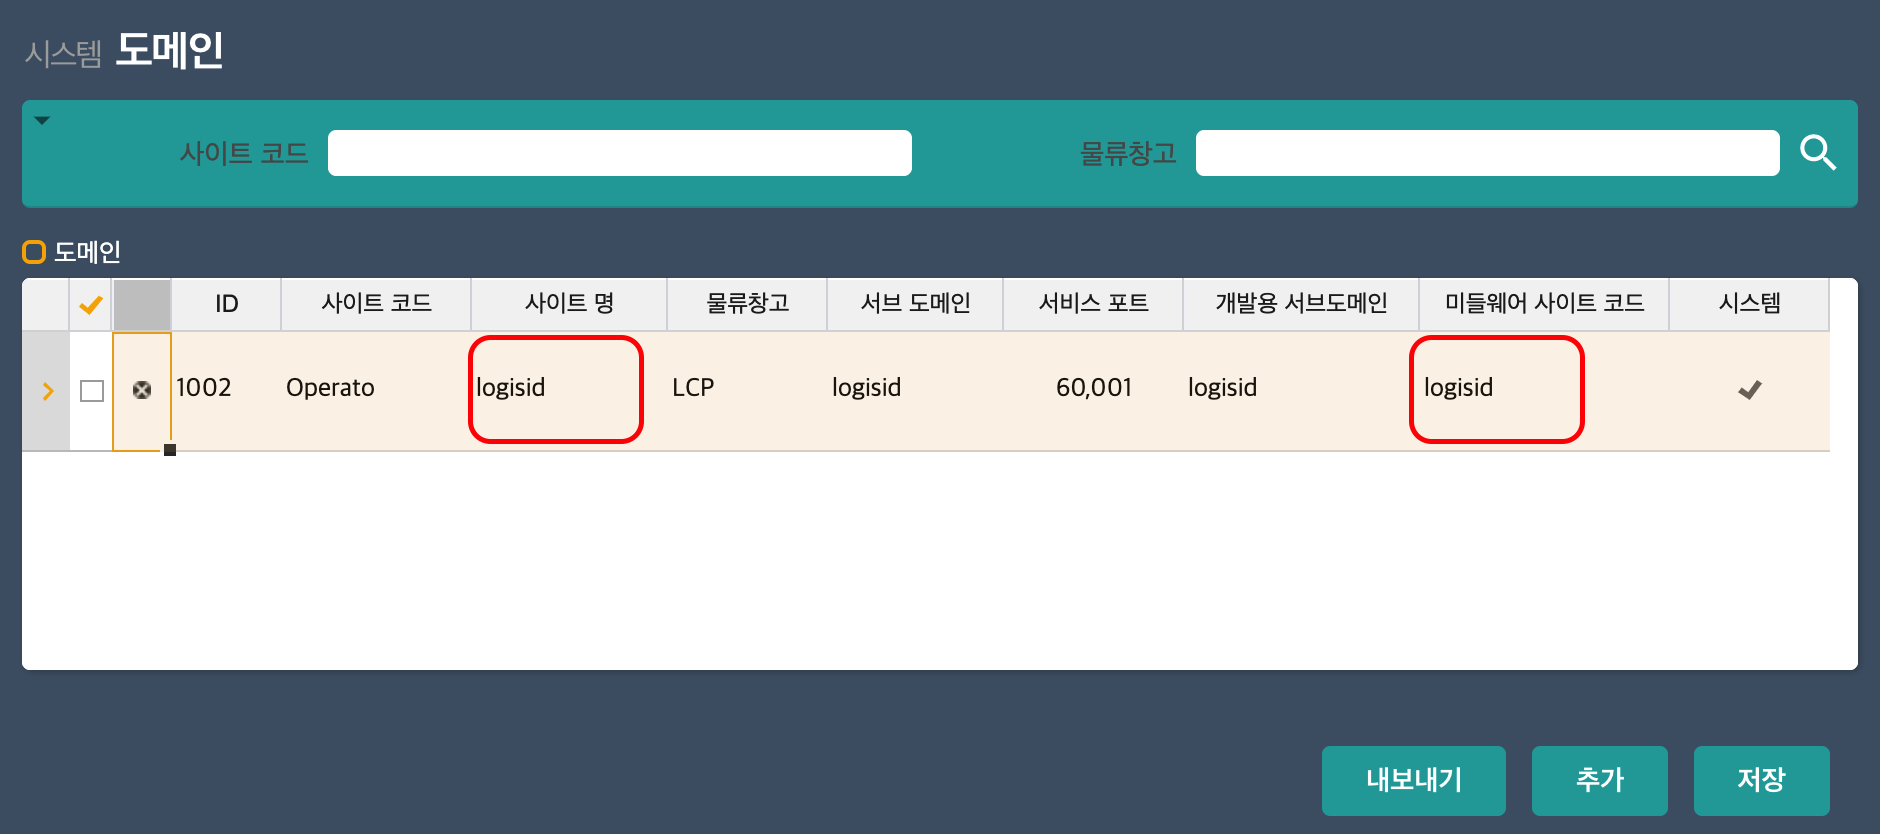 시스템 도메인
사이트 코드 물류창고
도메인
ID 사이트 코드 사이트 명 물류창고 서브 도메인 서비스 포트 개발용 서브도메인 미들웨어 사이트 코드 시스템
1002 Operato logisid LCP logisid 60,001 logisid logisid
내보내기 추가 저장